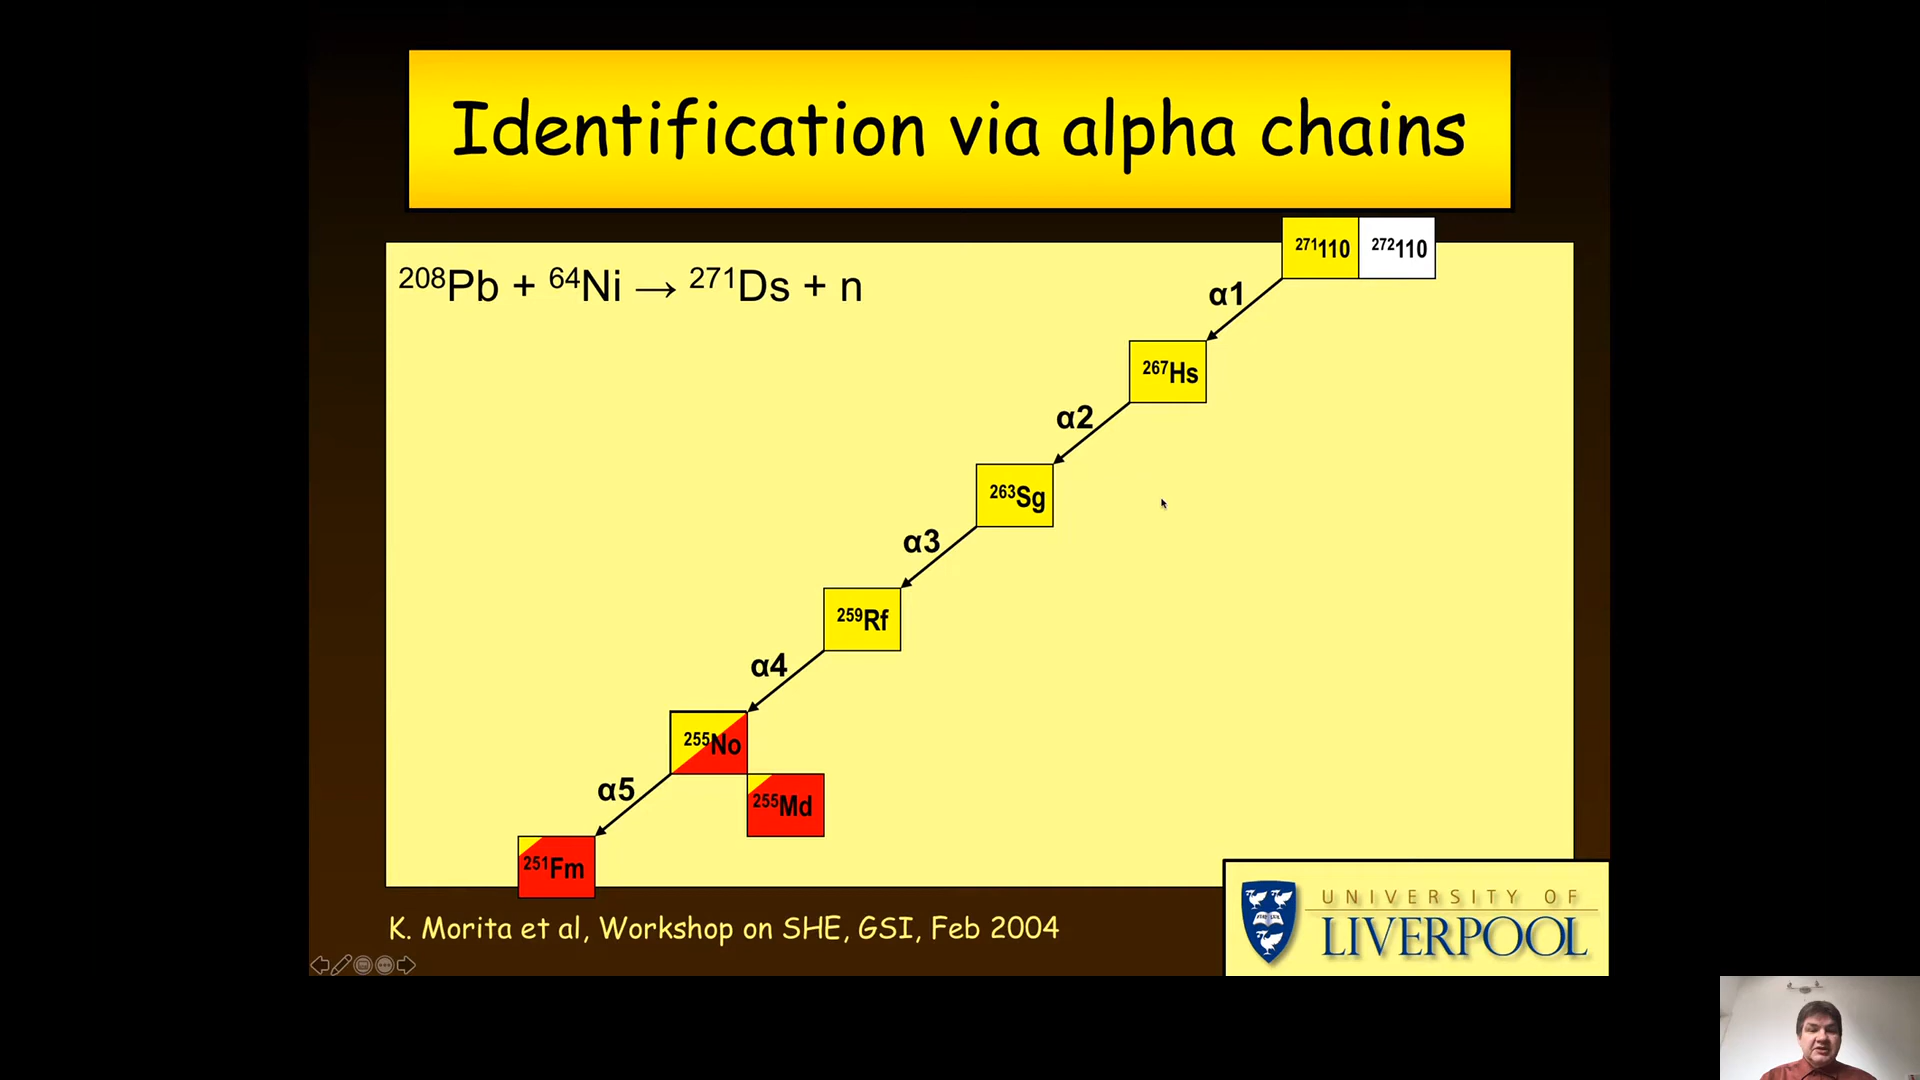 Identification via alpha chains
²⁷¹110 ²⁷²110
²⁰⁸Pb + ⁶⁴Ni → ²⁷¹Ds + n
α1
²⁶⁷Hs
α2
²⁶³Sg
α3
²⁵⁹Rf
α4
²⁵⁵No
α5
²⁵⁵Md
²⁵¹Fm
K. Morita et al, Workshop on SHE, GSI, Feb 2004
UNIVERSITY OF
LIVERPOOL